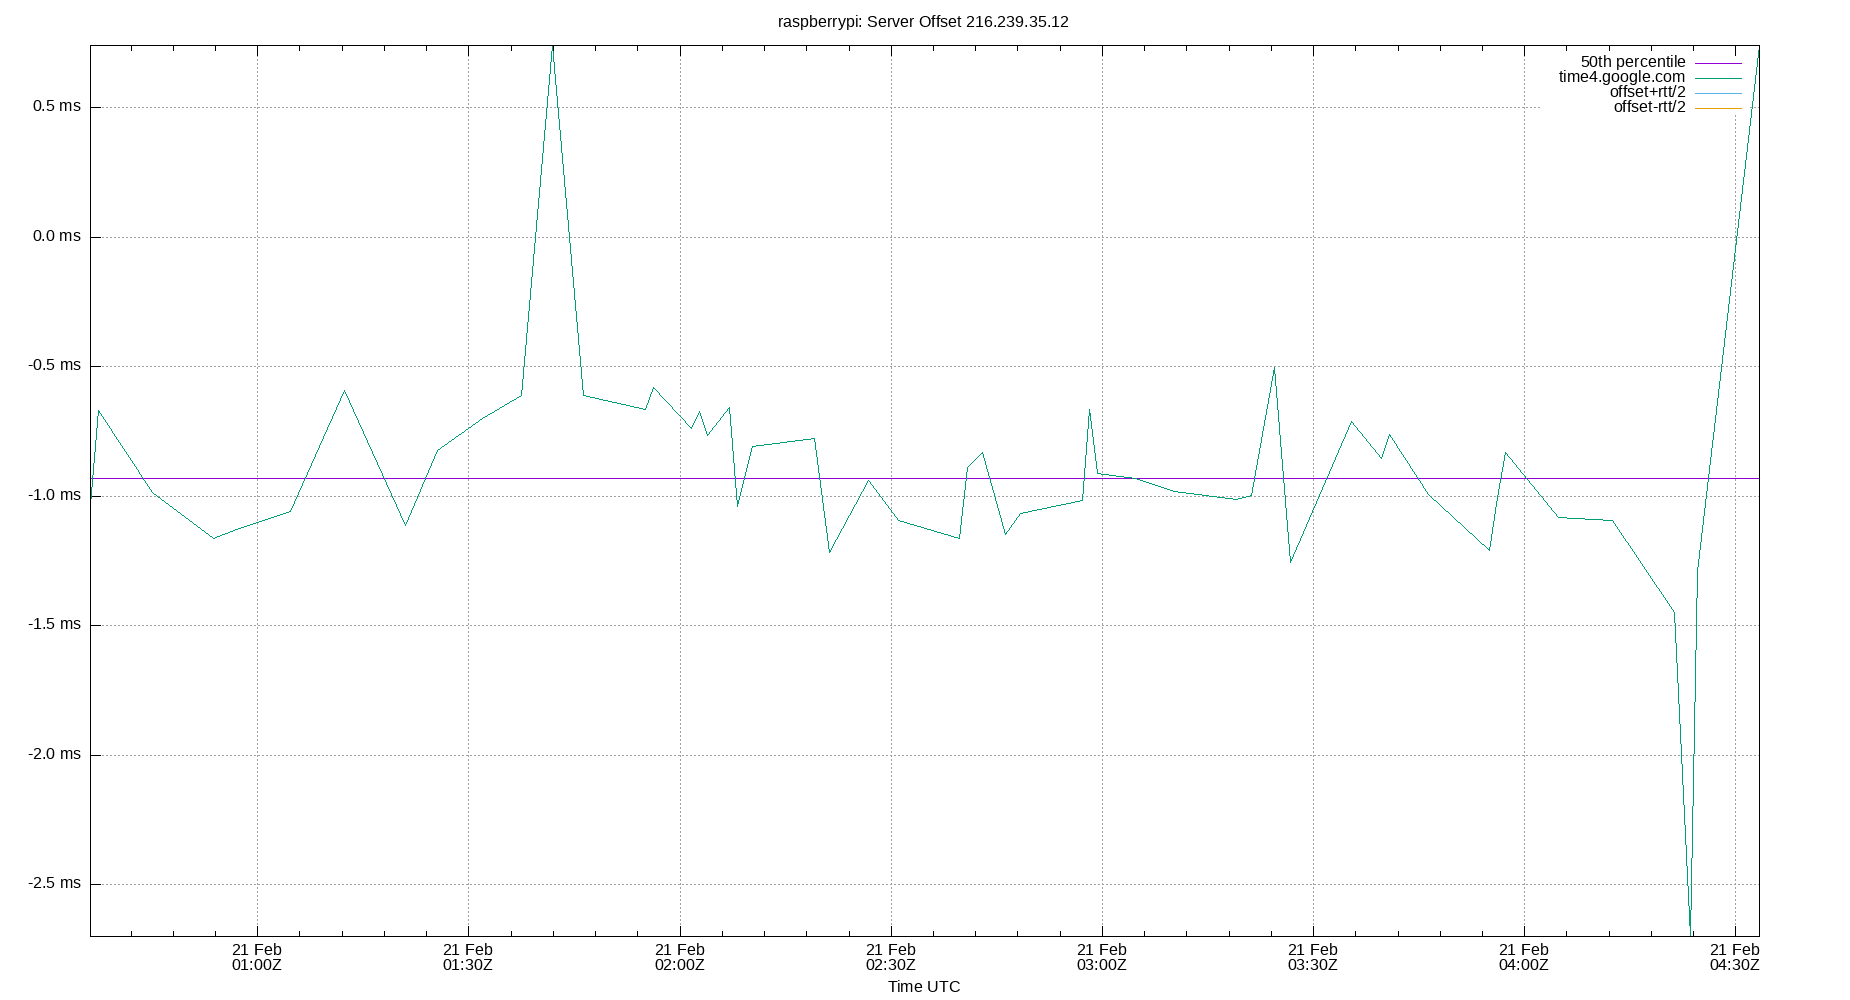 raspberrypi: Server Offset 216.239.35.12
50th percentile
time4.google.com
offset+rtt/2
offset-rtt/2
0.5 ms
0.0 ms
-0.5 ms
-1.0 ms
-1.5 ms
-2.0 ms
-2.5 ms
21 Feb 21 Feb 21 Feb 21 Feb 21 Feb 21 Feb 21 Feb 21 Feb
01:00Z 01:30Z 02:00Z 02:30Z 03:00Z 03:30Z 04:00Z 04:30Z
Time UTC